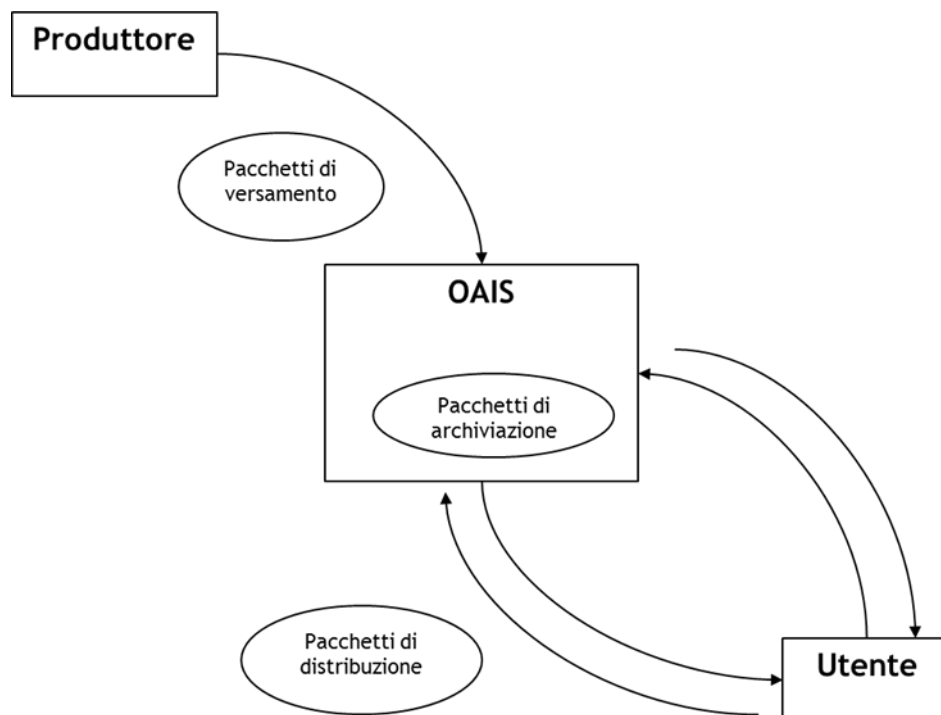 Produttore
Pacchetti di
versamento
OAIS
Pacchetti di
archiviazione
Pacchetti di
distribuzione
Utente